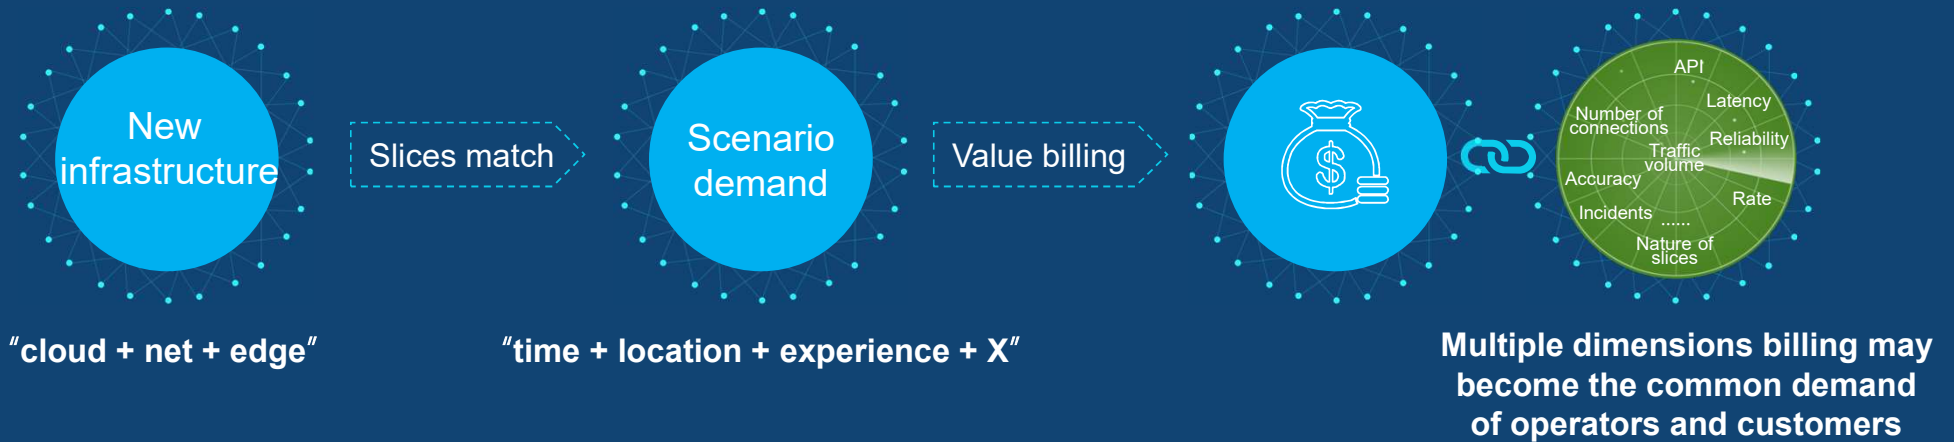 New
infrastructure
Slices match
Scenario
demand
Value billing
$
API
Latency
Number of
connections
Reliability
Traffic
volume
Accuracy
Rate
Incidents
......
Nature of
slices
"cloud + net + edge"
"time + location + experience + X"
Multiple dimensions billing may
become the common demand
of operators and customers